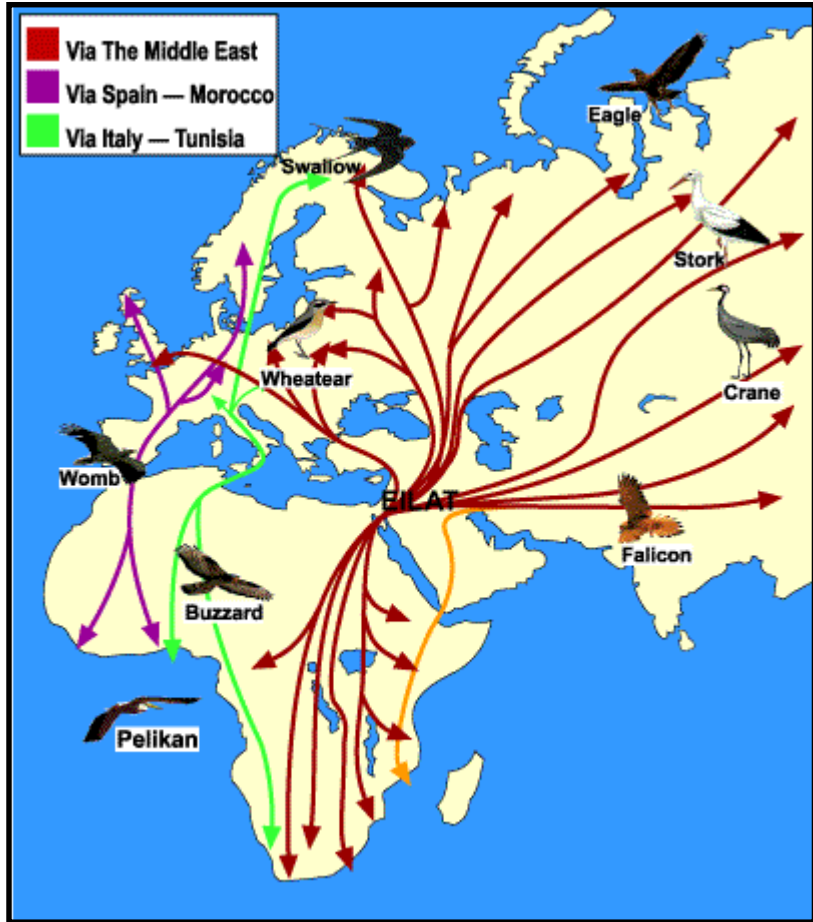 Via The Middle East
Via Spain — Morocco
Via Italy — Tunisia
Eagle
Swallow
Stork
Wheatear
Crane
Womb
EILAT
Falicon
Buzzard
Pelikan